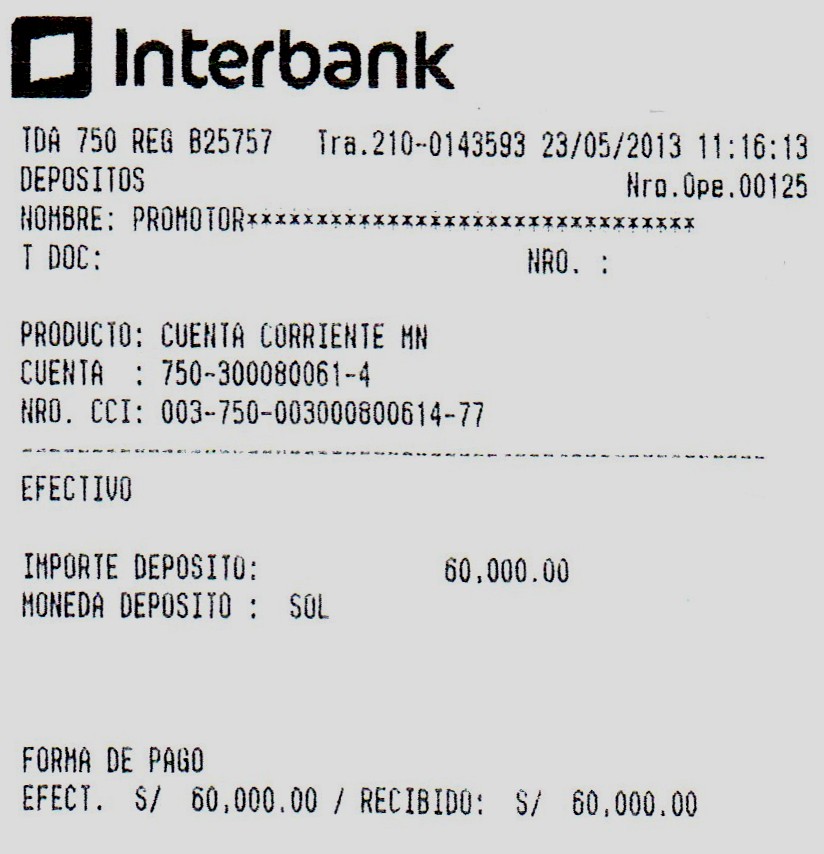 Interbank
TDA 750 REG B25757 Tra.210-0143593 23/05/2013 11:16:13
DEPOSITOS Nro.Ope.00125
NOMBRE: PROMOTOR********************************
T DOC: NRO. :
PRODUCTO: CUENTA CORRIENTE MN
CUENTA : 750-300080061-4
NRO. CCI: 003-750-003000800614-77
EFECTIVO
IMPORTE DEPOSITO: 60,000.00
MONEDA DEPOSITO : SOL
FORMA DE PAGO
EFECT. S/ 60,000.00 / RECIBIDO: S/ 60,000.00